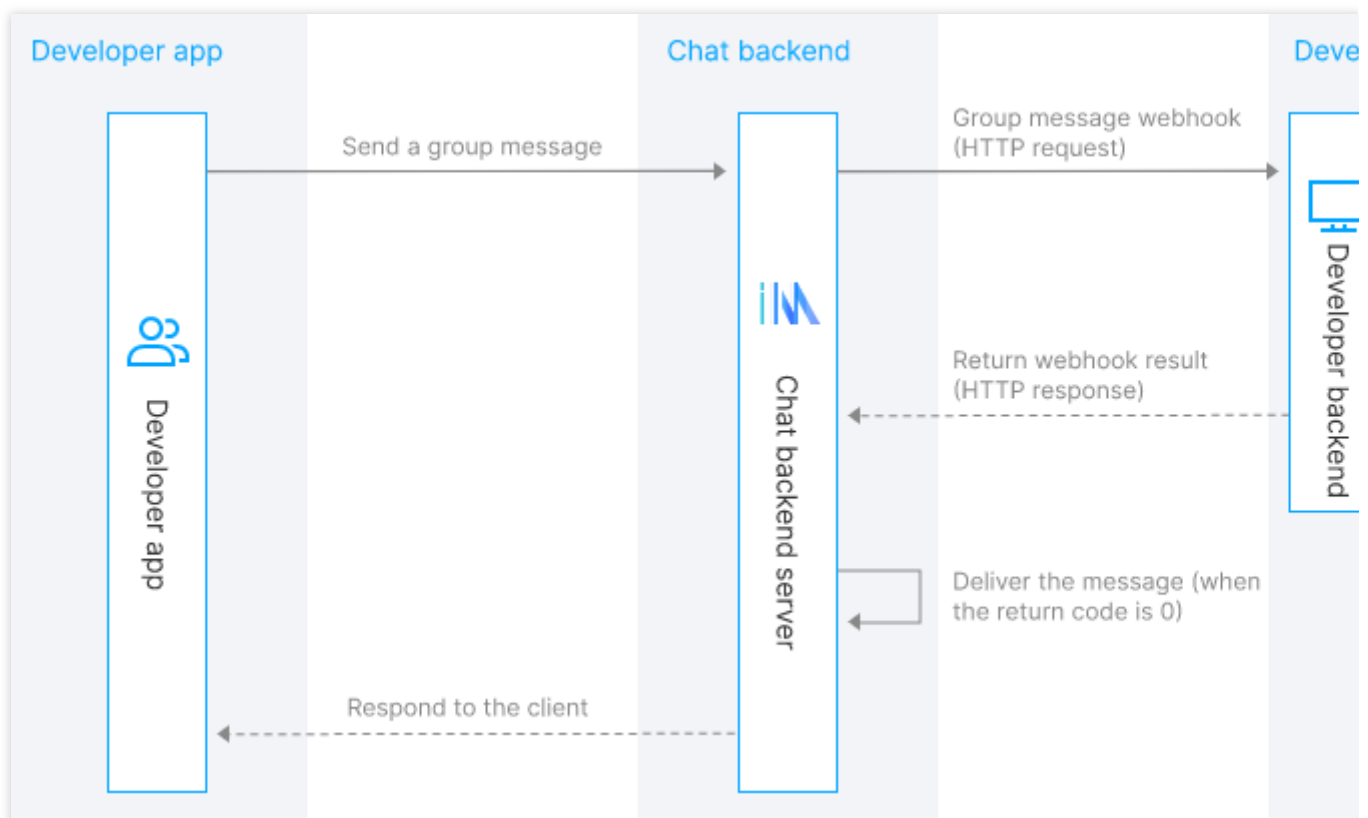 Developer app
Chat backend
Deve
Send a group message
Group message webhook
(HTTP request)
Developer app
Chat backend server
Developer backend
Return webhook result
(HTTP response)
Deliver the message (when
the return code is 0)
Respond to the client